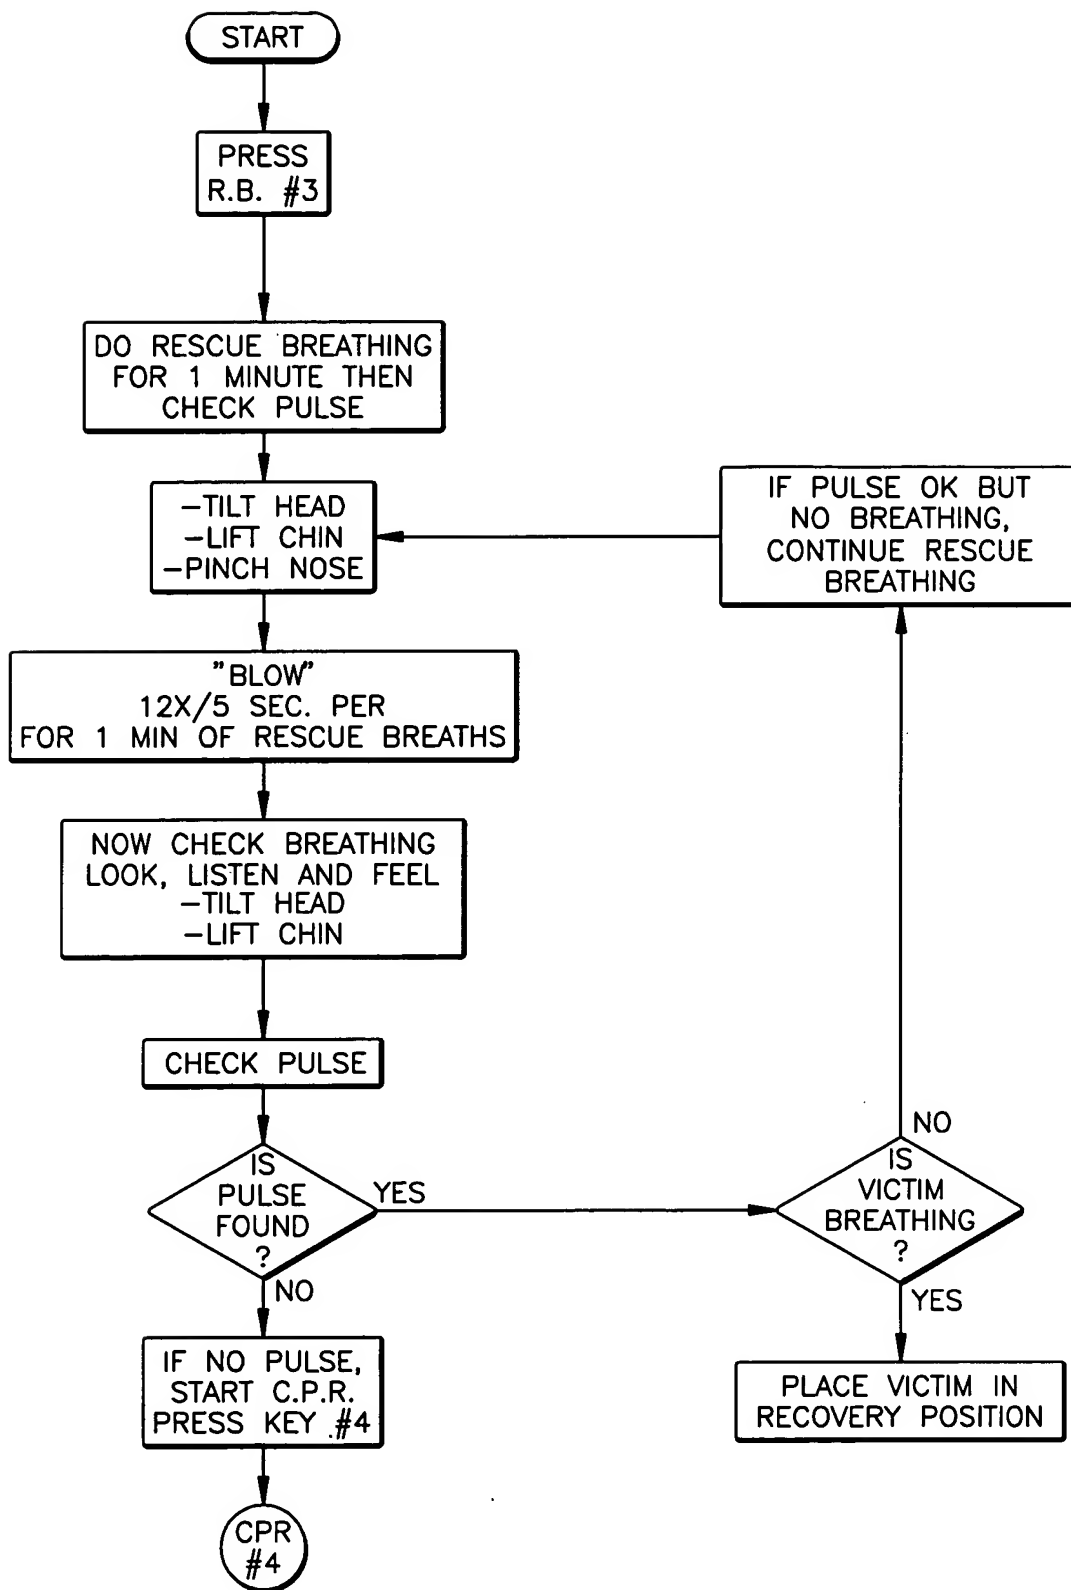 START
PRESS
R.B. #3
DO RESCUE BREATHING
FOR 1 MINUTE THEN
CHECK PULSE
-TILT HEAD
-LIFT CHIN
-PINCH NOSE
"BLOW"
12X/5 SEC. PER
FOR 1 MIN OF RESCUE BREATHS
NOW CHECK BREATHING
LOOK, LISTEN AND FEEL
-TILT HEAD
-LIFT CHIN
CHECK PULSE
IS
PULSE
FOUND
?
YES
NO
IF NO PULSE,
START C.P.R.
PRESS KEY #4
CPR
#4
IF PULSE OK BUT
NO BREATHING,
CONTINUE RESCUE
BREATHING
NO
IS
VICTIM
BREATHING
?
YES
PLACE VICTIM IN
RECOVERY POSITION